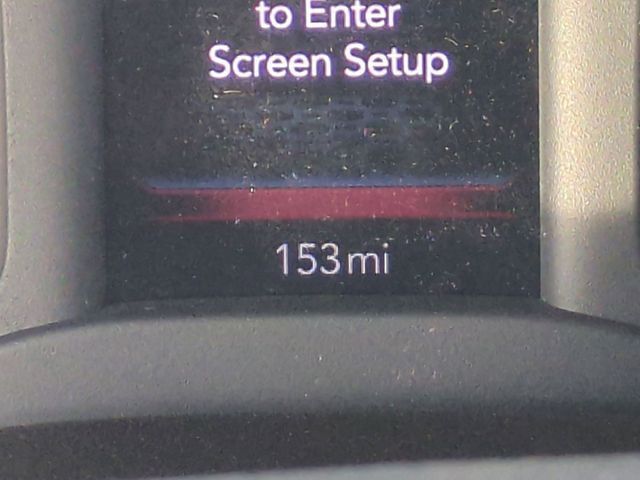 to Enter
Screen Setup
153mi